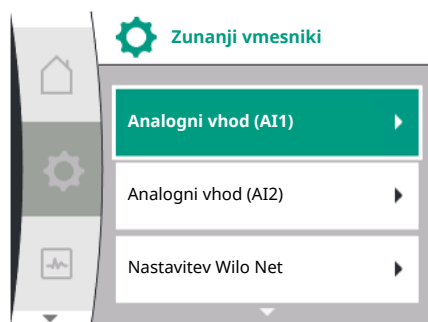 Zunanji vmesniki
Analogni vhod (AI1)
Analogni vhod (AI2)
Nastavitev Wilo Net